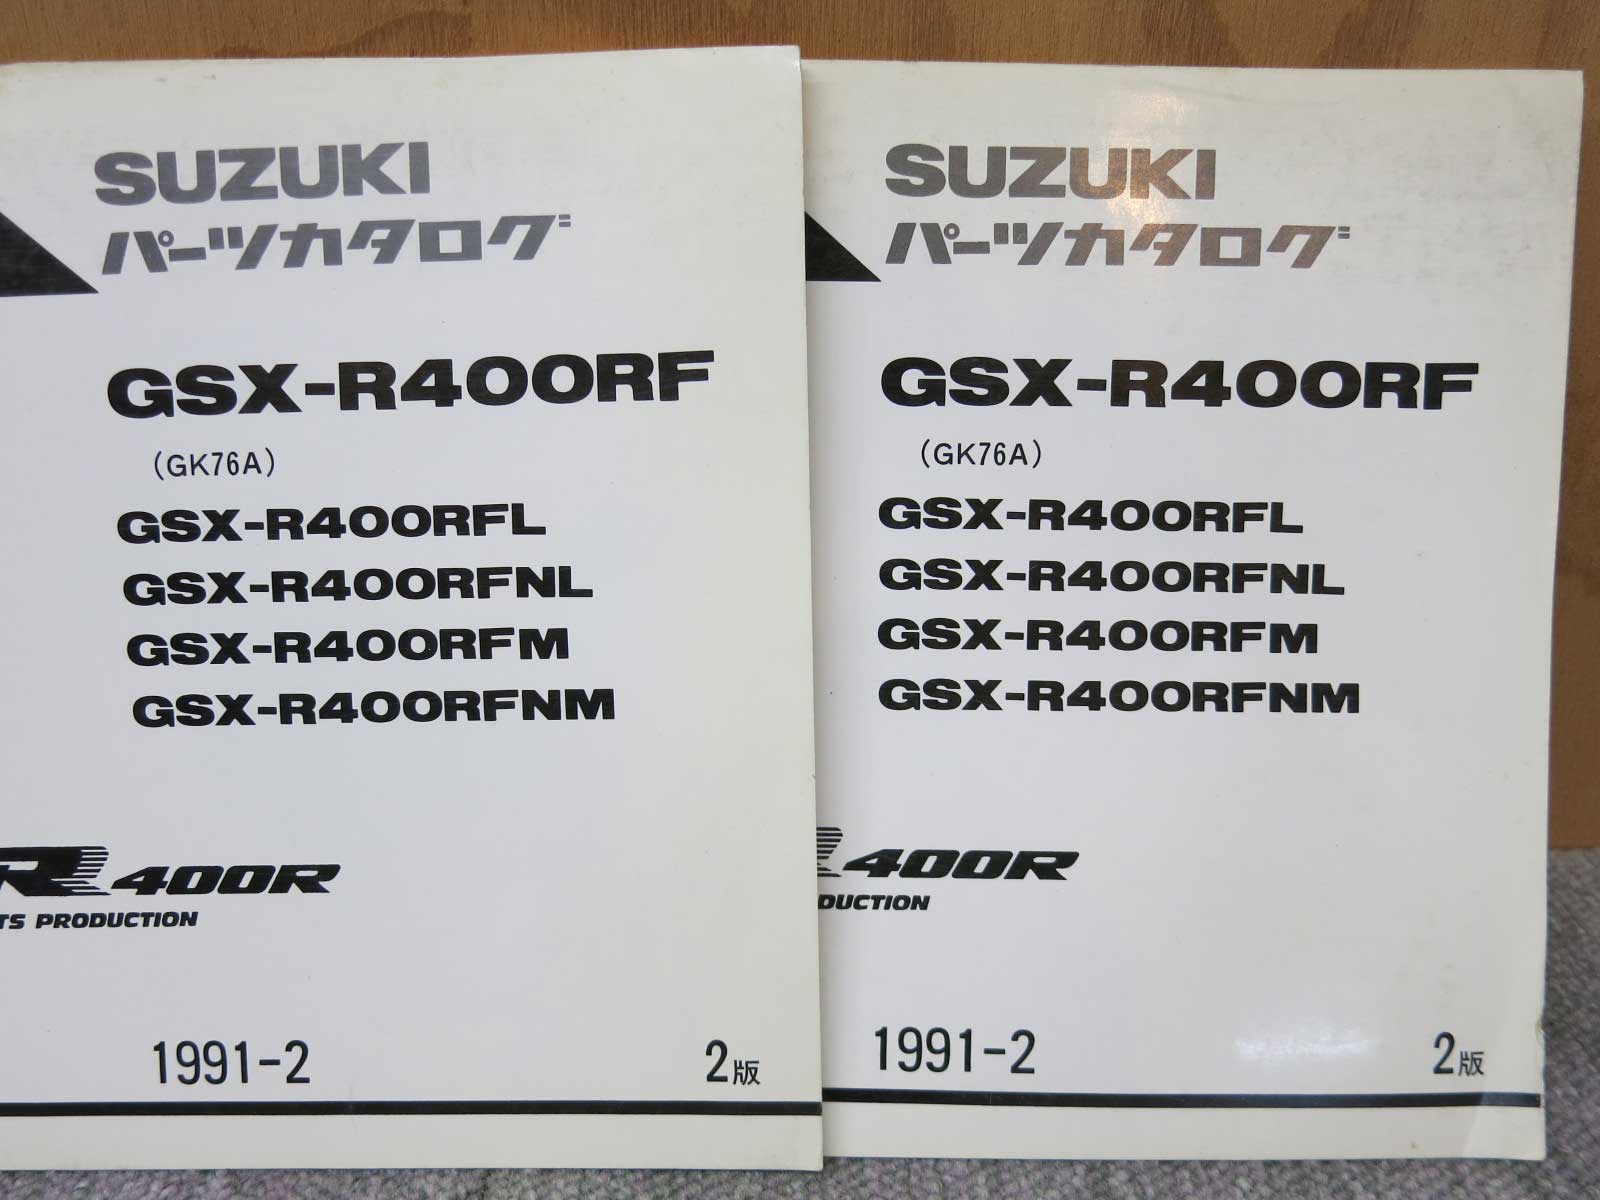 SUZUKI
パーツカタログ
GSX-R400RF
(GK76A)
GSX-R400RFL
GSX-R400RFNL
GSX-R400RFM
GSX-R400RFNM
R 400R
TS PRODUCTION
1991-2
2版
SUZUKI
パーツカタログ
GSX-R400RF
(GK76A)
GSX-R400RFL
GSX-R400RFNL
GSX-R400RFM
GSX-R400RFNM
400R
DUCTION
1991-2
2版